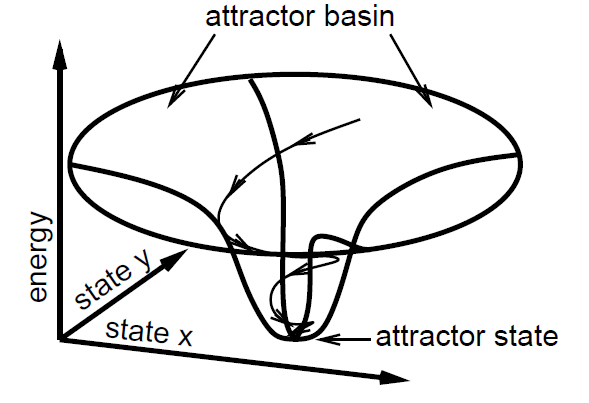 attractor basin
energy
state y
state x
attractor state